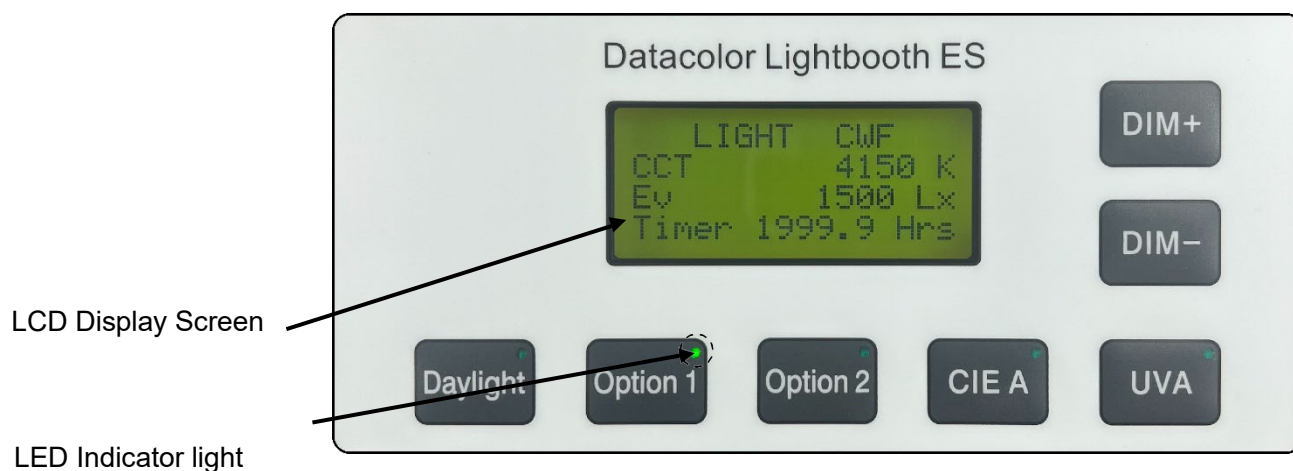 Datacolor Lightbooth ES
LIGHT CWF
CCT 4150 K
Ev 1500 Lx
Timer 1999.9 Hrs
DIM+
DIM-
LCD Display Screen
Daylight
Option 1
Option 2
CIE A
UVA
LED Indicator light